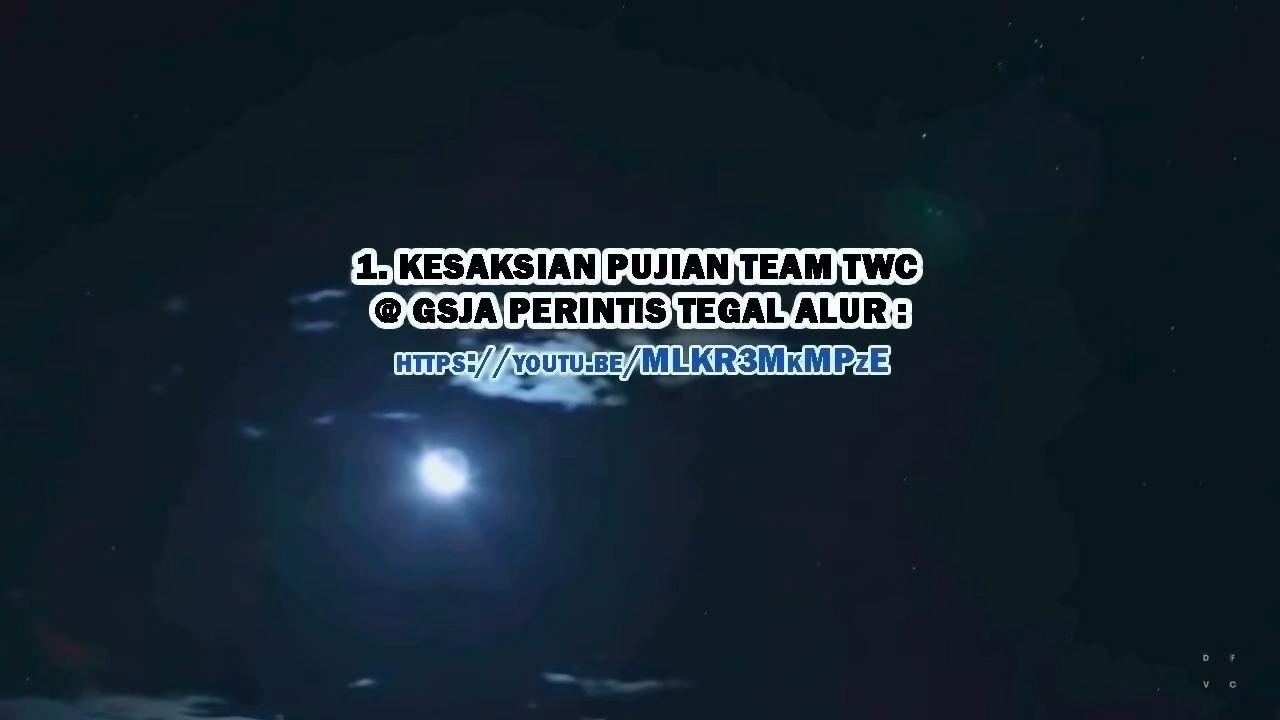 1. KESAKSIAN PUJIAN TEAM TWC
@ GSJA PERINTIS TEGAL ALUR :
HTTPS://YOUTU.BE/MLKR3MKMPZE
D F
V C